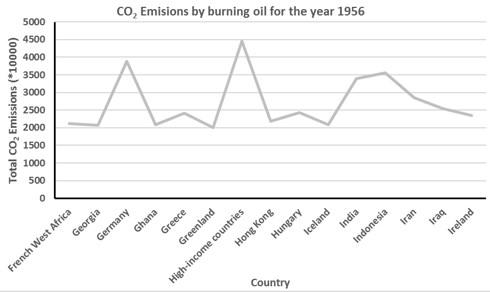 CO₂ Emisions by burning oil for the year 1956
Total CO₂ Emissions (*10000)
5000
4500
4000
3500
3000
2500
2000
1500
1000
500
0
French West Africa
Georgia
Germany
Ghana
Greece
Greenland
High-income countries
Hong Kong
Hungary
Iceland
India
Indonesia
Iran
Iraq
Ireland
Country